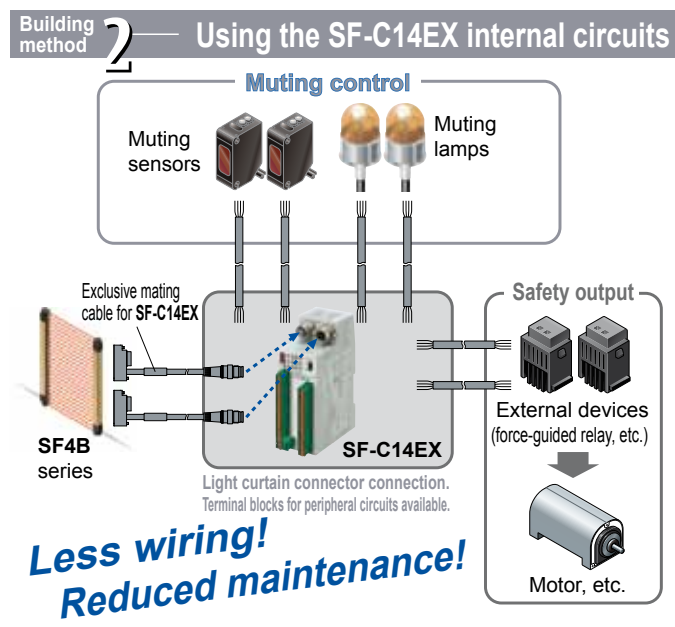 Building
method 2
Using the SF-C14EX internal circuits
Muting control
Muting
sensors
Muting
lamps
Exclusive mating
cable for SF-C14EX
SF4B
series
SF-C14EX
Light curtain connector connection.
Terminal blocks for peripheral circuits available.
Safety output
External devices
(force-guided relay, etc.)
Motor, etc.
Less wiring!
Reduced maintenance!